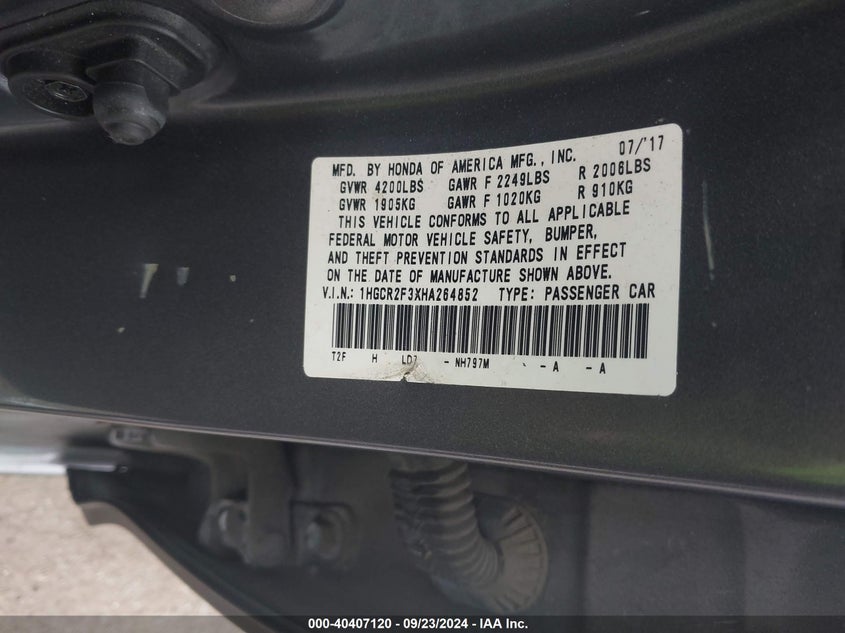 07/'17
MFD. BY HONDA OF AMERICA MFG., INC.
GVWR 4200LBS GAWR F 2249LBS R 2006LBS
GVWR 1905KG GAWR F 1020KG R 910KG
THIS VEHICLE CONFORMS TO ALL APPLICABLE
FEDERAL MOTOR VEHICLE SAFETY, BUMPER,
AND THEFT PREVENTION STANDARDS IN EFFECT
ON THE DATE OF MANUFACTURE SHOWN ABOVE.
V.I.N.: 1HGCR2F3XHA264852 TYPE: PASSENGER CAR
T2F H - NH797M - A - A
000-40407120 - 09/23/2024 - IAA Inc.